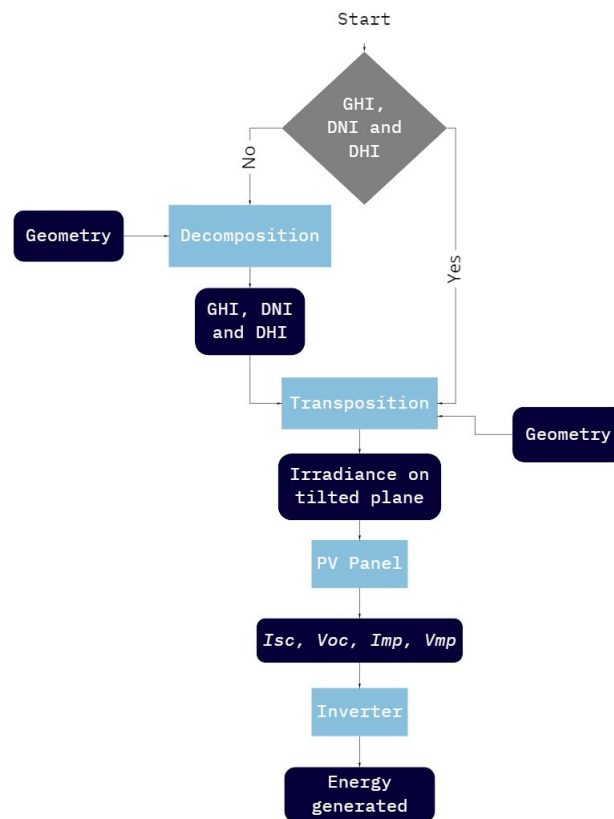 Start
GHI,
DNI and
DHI
No
Yes
Geometry
Decomposition
GHI, DNI
and DHI
Transposition
Geometry
Irradiance on
tilted plane
PV Panel
Isc, Voc, Imp, Vmp
Inverter
Energy
generated